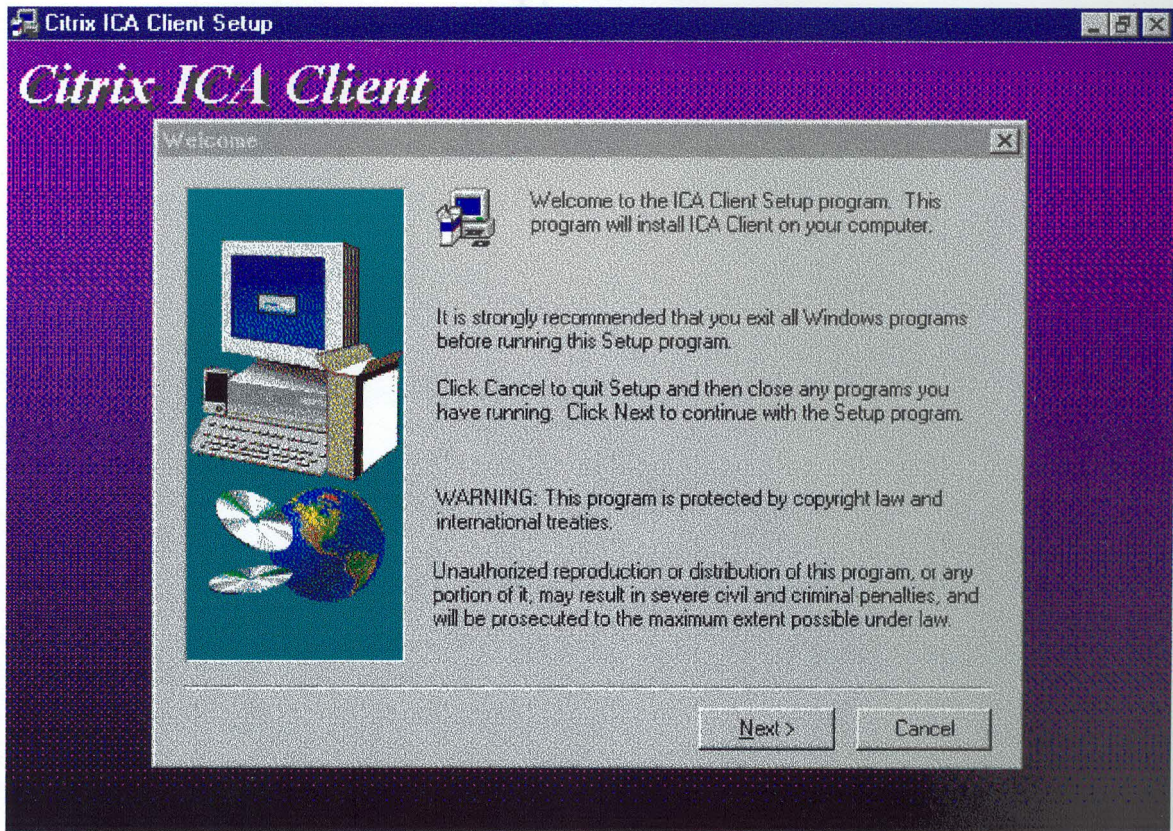 Citrix ICA Client Setup
Citrix ICA Client
Welcome
Welcome to the ICA Client Setup program. This
program will install ICA Client on your computer.
It is strongly recommended that you exit all Windows programs
before running this Setup program.
Click Cancel to quit Setup and then close any programs you
have running. Click Next to continue with the Setup program.
WARNING: This program is protected by copyright law and
international treaties.
Unauthorized reproduction or distribution of this program, or any
portion of it, may result in severe civil and criminal penalties, and
will be prosecuted to the maximum extent possible under law.
Next >
Cancel